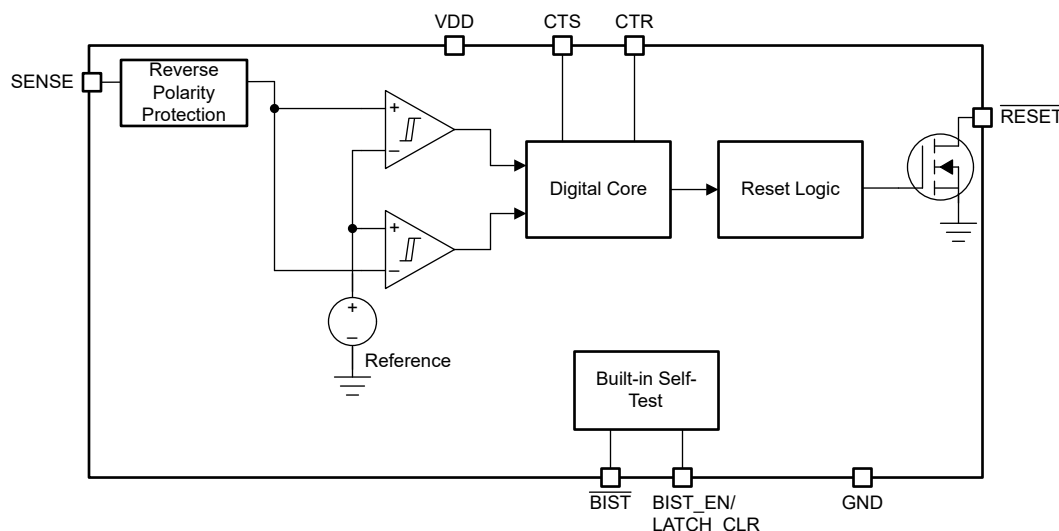 VDD
CTS
CTR
SENSE
Reverse
Polarity
Protection
RESET
+
−
Digital Core
Reset Logic
+
−
+
−
Reference
Built-in Self-
Test
BIST
BIST_EN/
LATCH_CLR
GND